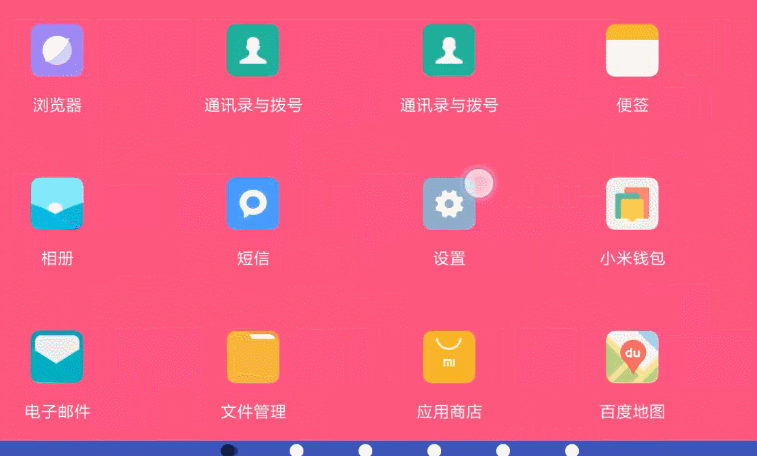 浏览器
通讯录与拨号
通讯录与拨号
便签
相册
短信
设置
小米钱包
mi
du
电子邮件
文件管理
应用商店
百度地图